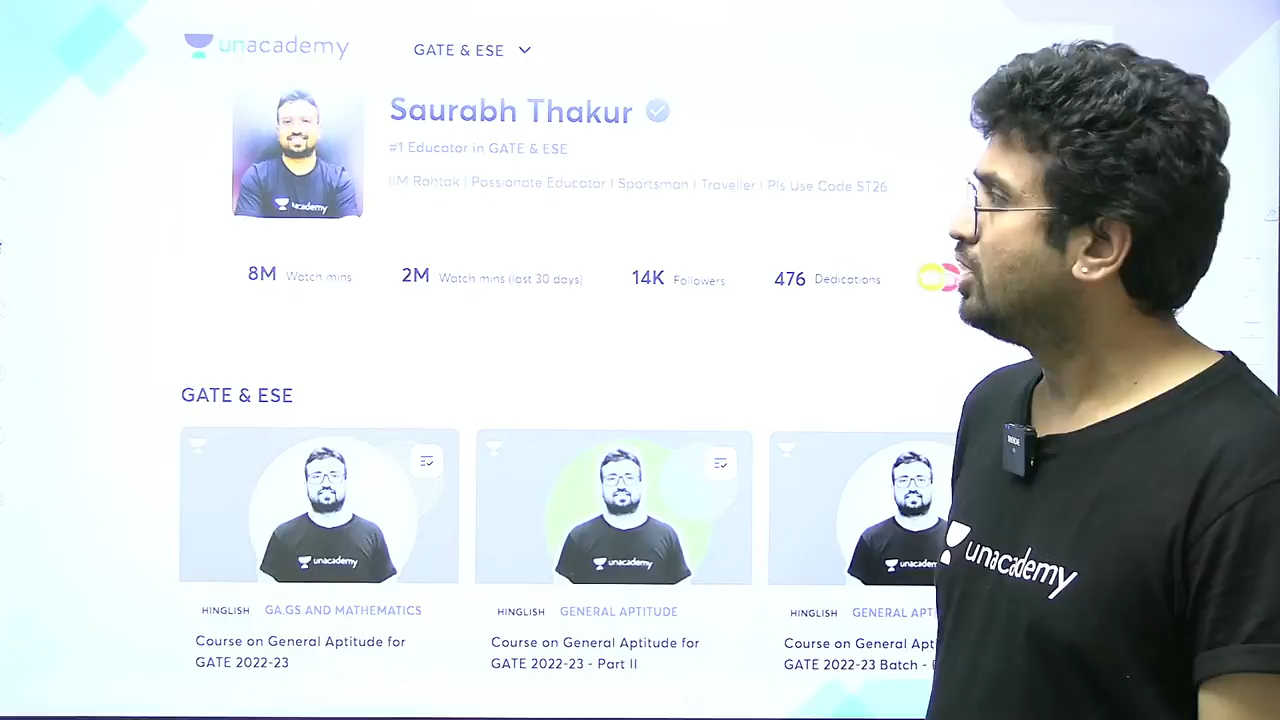 unacademy
GATE & ESE
Saurabh Thakur
#1 Educator in GATE & ESE
IIM Rohtak | Passionate Educator | Sportsman | Traveller | Pls Use Code ST26
unacademy
8M Watch mins
2M Watch mins (last 30 days)
14K Followers
476 Dedications
GATE & ESE
unacademy
unacademy
unacadem
HINGLISH GA,GS AND MATHEMATICS
Course on General Aptitude for
GATE 2022-23
HINGLISH GENERAL APTITUDE
Course on General Aptitude for
GATE 2022-23 - Part II
HINGLISH GENERAL APT
Course on General Apt
GATE 2022-23 Batch -
RODE
unacademy